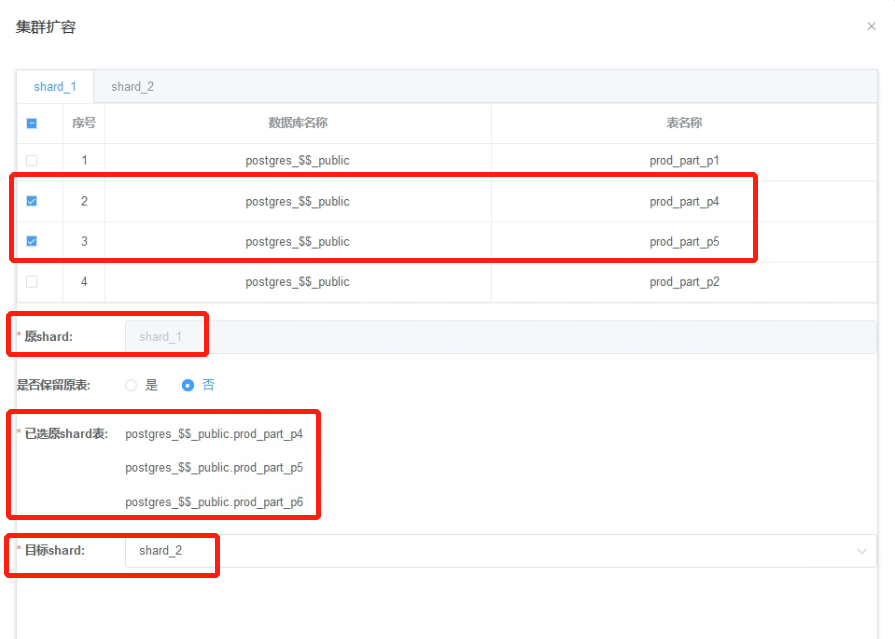 集群扩容
shard_1 shard_2
序号 数据库名称 表名称
1 postgres_$$_public prod_part_p1
2 postgres_$$_public prod_part_p4
3 postgres_$$_public prod_part_p5
4 postgres_$$_public prod_part_p2
* 原shard: shard_1
是否保留原表: 是 否
* 已选原shard表: postgres_$$_public.prod_part_p4
postgres_$$_public.prod_part_p5
postgres_$$_public.prod_part_p6
* 目标shard: shard_2